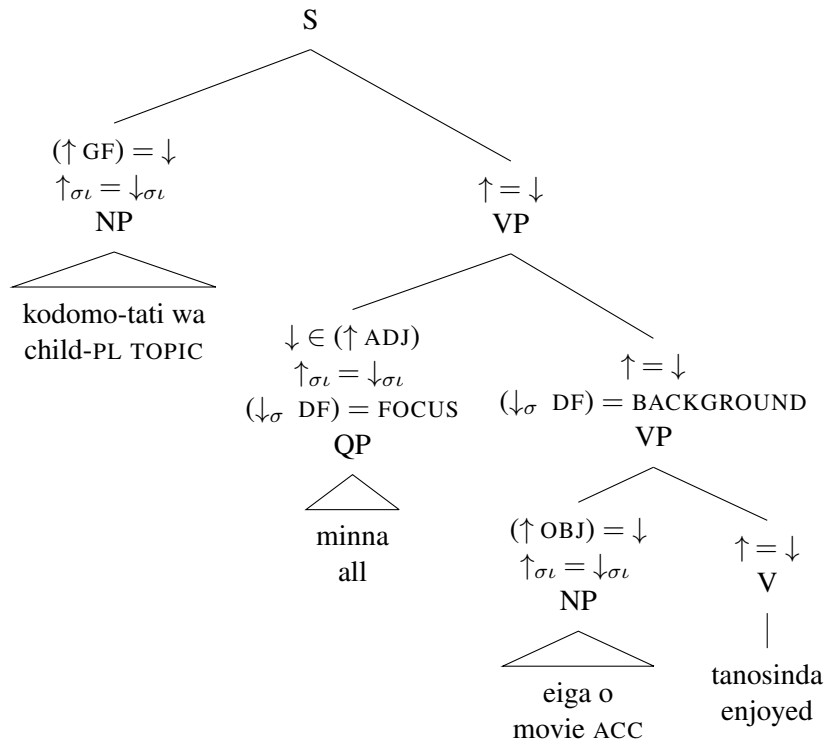 S
(↑ GF) = ↓
↑σι = ↓σι
NP
↑ = ↓
VP
kodomo-tati wa
child-PL TOPIC
↓ ∈ (↑ ADJ)
↑σι = ↓σι
(↓σ DF) = FOCUS
QP
↑ = ↓
(↓σ DF) = BACKGROUND
VP
minna
all
(↑ OBJ) = ↓
↑σι = ↓σι
NP
↑ = ↓
V
eiga o
movie ACC
tanosinda
enjoyed